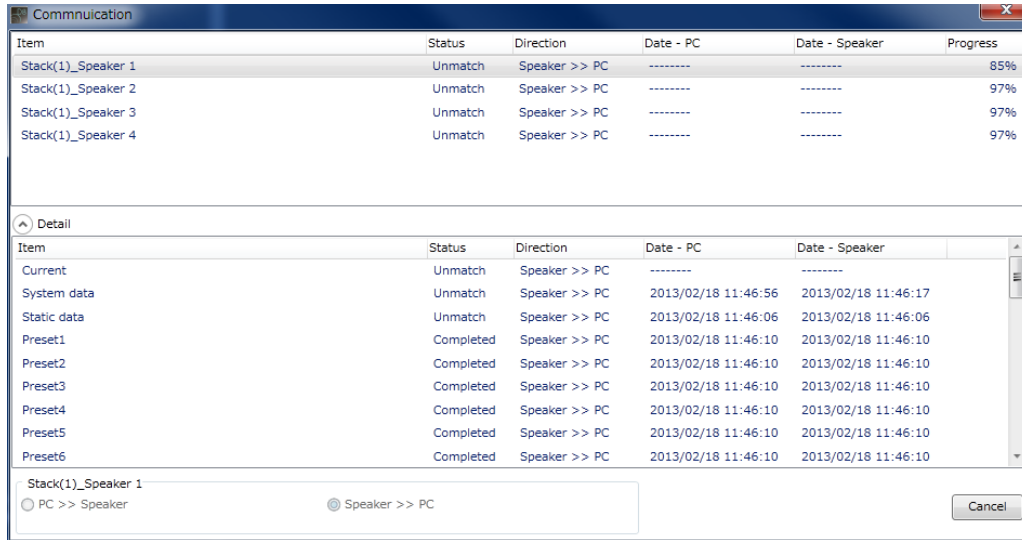 Commnuication
Item Status Direction Date - PC Date - Speaker Progress
Stack(1)_Speaker 1 Unmatch Speaker >> PC -------- -------- 85%
Stack(1)_Speaker 2 Unmatch Speaker >> PC -------- -------- 97%
Stack(1)_Speaker 3 Unmatch Speaker >> PC -------- -------- 97%
Stack(1)_Speaker 4 Unmatch Speaker >> PC -------- -------- 97%
Detail
Item Status Direction Date - PC Date - Speaker
Current Unmatch Speaker >> PC -------- --------
System data Unmatch Speaker >> PC 2013/02/18 11:46:56 2013/02/18 11:46:17
Static data Unmatch Speaker >> PC 2013/02/18 11:46:06 2013/02/18 11:46:06
Preset1 Completed Speaker >> PC 2013/02/18 11:46:10 2013/02/18 11:46:10
Preset2 Completed Speaker >> PC 2013/02/18 11:46:10 2013/02/18 11:46:10
Preset3 Completed Speaker >> PC 2013/02/18 11:46:10 2013/02/18 11:46:10
Preset4 Completed Speaker >> PC 2013/02/18 11:46:10 2013/02/18 11:46:10
Preset5 Completed Speaker >> PC 2013/02/18 11:46:10 2013/02/18 11:46:10
Preset6 Completed Speaker >> PC 2013/02/18 11:46:10 2013/02/18 11:46:10
Stack(1)_Speaker 1
PC >> Speaker Speaker >> PC Cancel